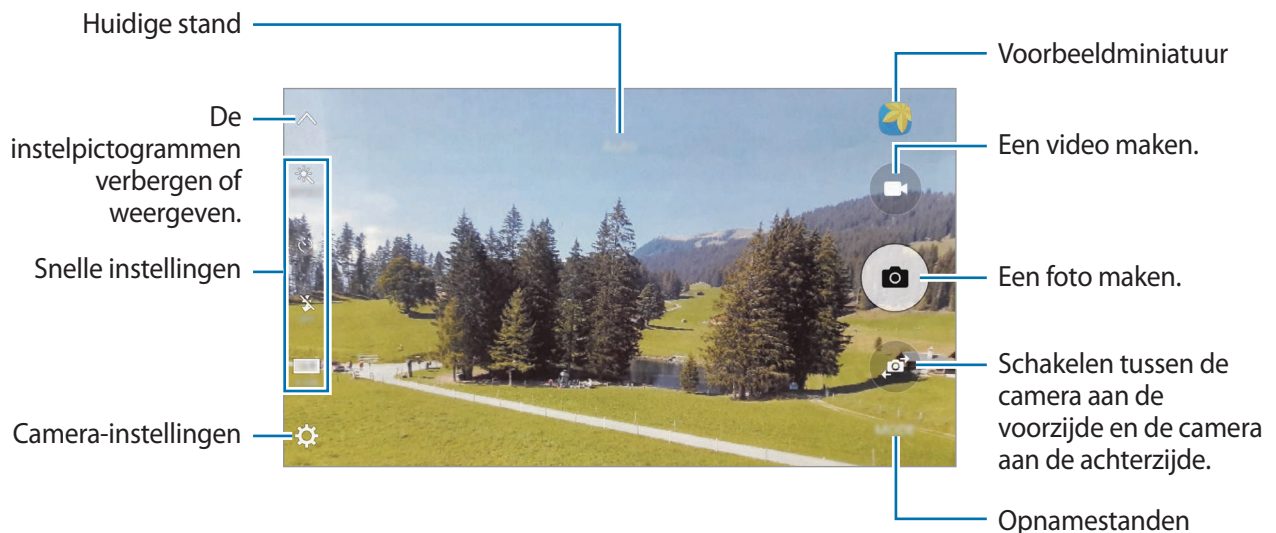 Huidige stand
De
instelpictogrammen
verbergen of
weergeven.
Snelle instellingen
Camera-instellingen
Voorbeeldminiatuur
Een video maken.
Een foto maken.
Schakelen tussen de
camera aan de
voorzijde en de camera
aan de achterzijde.
Opnamestanden
MODE